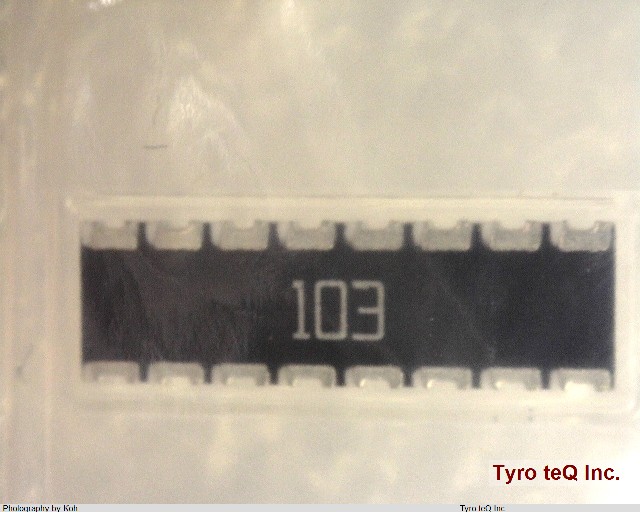 103
Tyro teQ Inc.
Photography by Koh
Tyro teQ Inc